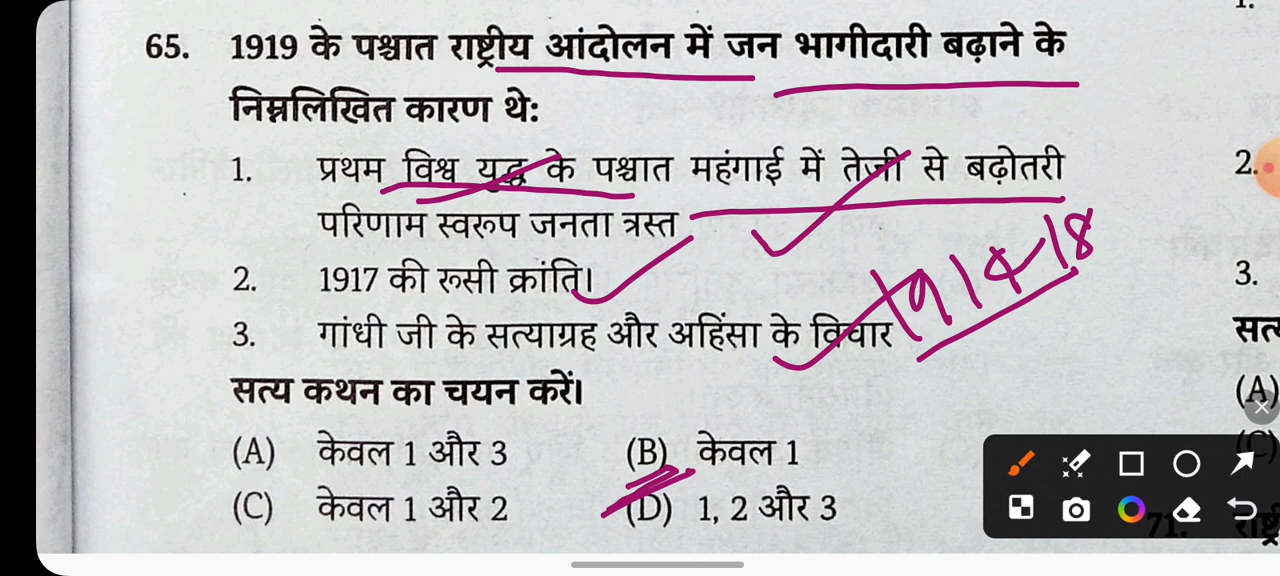 1.
65. 1919 के पश्चात राष्ट्रीय आंदोलन में जन भागीदारी बढ़ाने के
निम्नलिखित कारण थे:
1. प्रथम विश्व युद्ध के पश्चात महंगाई में तेजी से बढ़ोतरी
2.
परिणाम स्वरूप जनता त्रस्त
1914-18
2. 1917 की रूसी क्रांति।
3.
3. गांधी जी के सत्याग्रह और अहिंसा के विचार
सत्य कथन का चयन करें।
(A) केवल 1 और 3 (B) केवल 1
(A)
(C) केवल 1 और 2 (D) 1, 2 और 3
(C)
71.